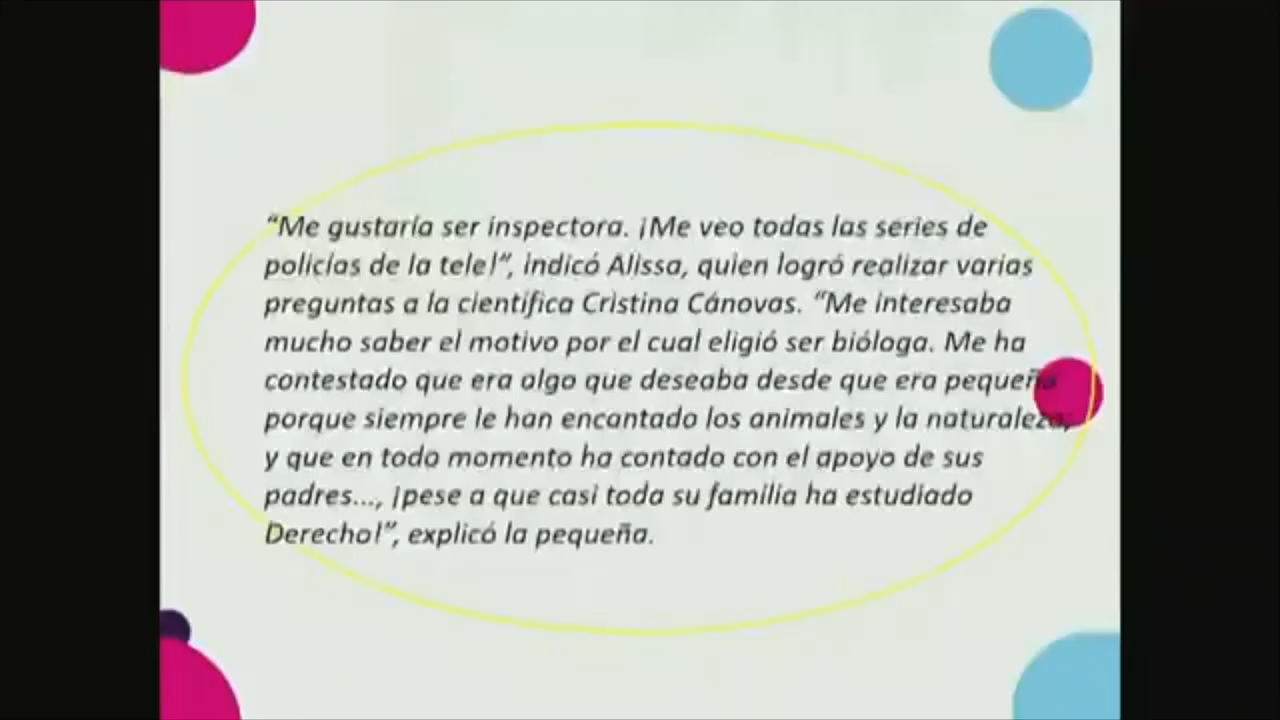 “Me gustaría ser inspectora. ¡Me veo todas las series de
policías de la tele!”, indicó Alissa, quien logró realizar varias
preguntas a la científica Cristina Cánovas. “Me interesaba
mucho saber el motivo por el cual eligió ser bióloga. Me ha
contestado que era algo que deseaba desde que era pequeña
porque siempre le han encantado los animales y la naturaleza;
y que en todo momento ha contado con el apoyo de sus
padres..., ¡pese a que casi toda su familia ha estudiado
Derecho!”, explicó la pequeña.